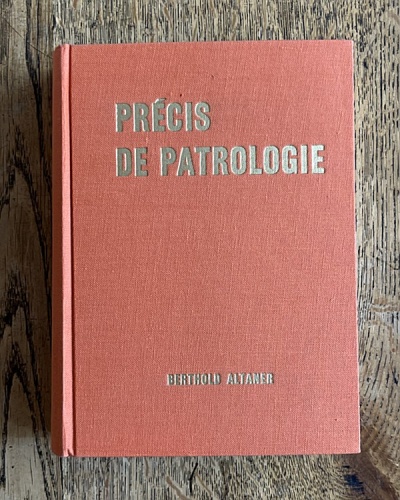 PRÉCIS
DE PATROLOGIE
BERTHOLD ALTANER